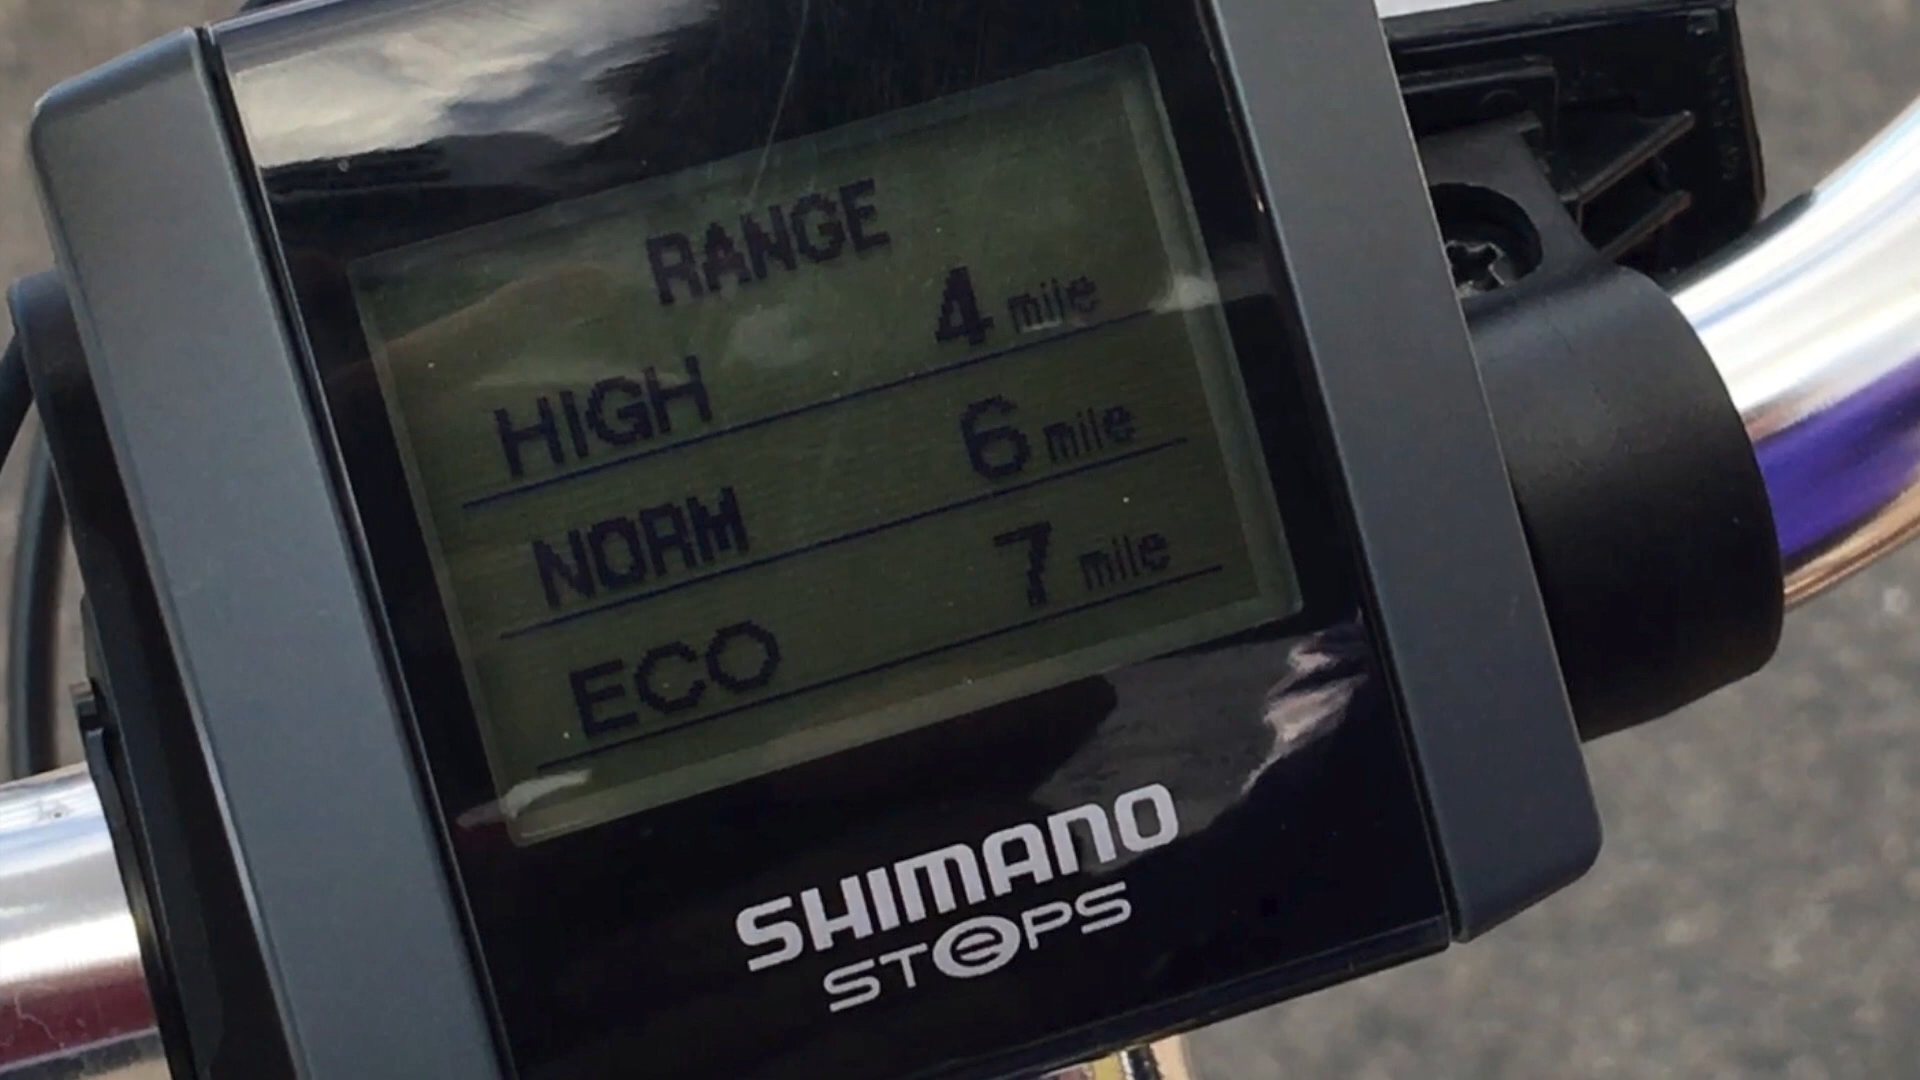 RANGE
HIGH 4 mile
NORM 6 mile
ECO 7 mile
SHIMANO
STePS